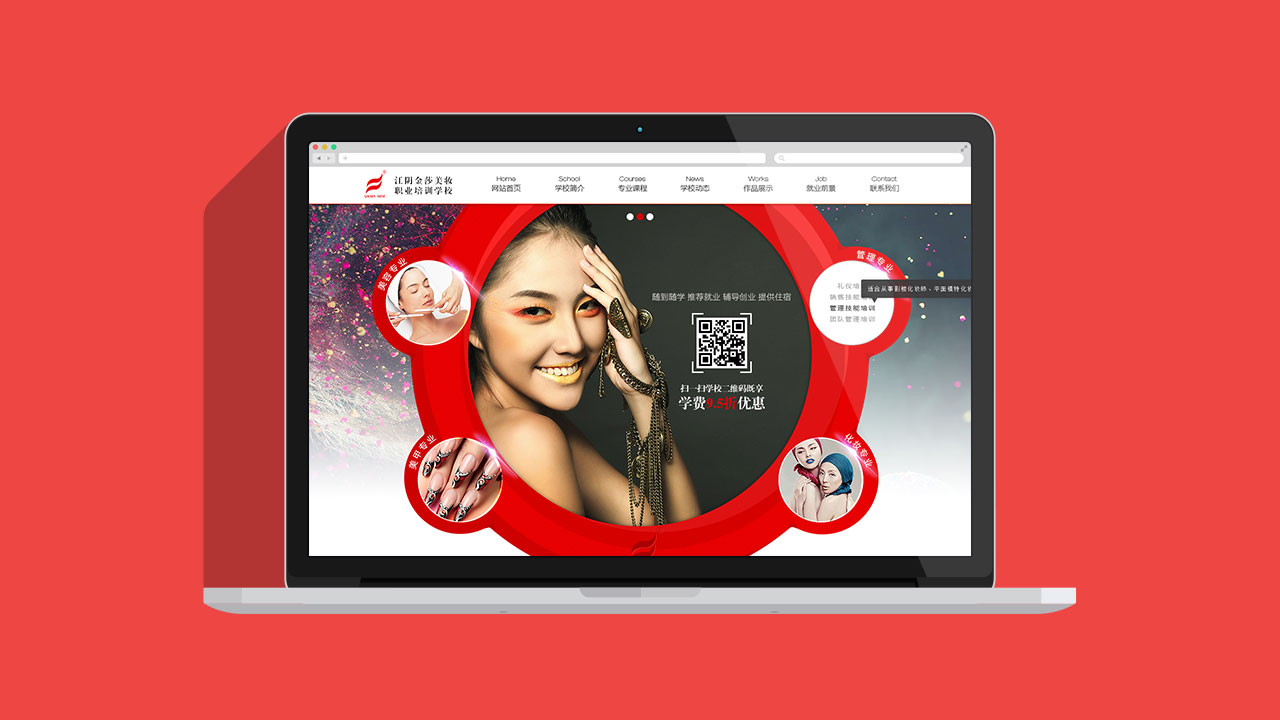 江阴金莎美妆
职业培训学校
Home
网站首页
School
学校简介
Courses
专业课程
News
学校动态
Works
作品展示
Job
就业前景
Contact
联系我们
美容专业
管理专业
礼仪培
销售技能
管理技能培训
团队管理培训
适合从事影楼化妆师、平面模特化妆
随到随学 推荐就业 辅导创业 提供住宿
扫一扫学校二维码既享
学费9.5折优惠
美甲专业
化妆专业